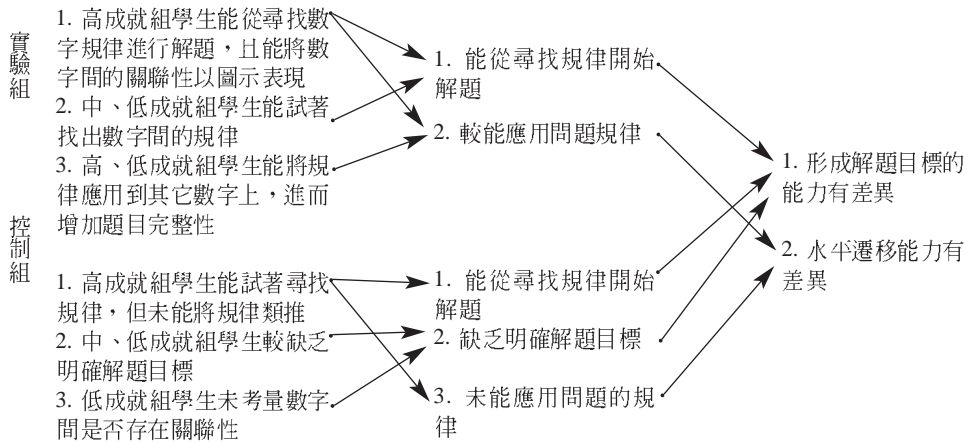 實驗組
1. 高成就組學生能從尋找數
字規律進行解題，且能將數
字間的關聯性以圖示表現
2. 中、低成就組學生能試著
找出數字間的規律
3. 高、低成就組學生能將規
律應用到其它數字上，進而
增加題目完整性
1. 能從尋找規律開始
解題
2. 較能應用問題規律
控制組
1. 高成就組學生能試著尋找
規律，但未能將規律類推
2. 中、低成就組學生較缺乏
明確解題目標
3. 低成就組學生未考量數字
間是否存在關聯性
1. 能從尋找規律開始
解題
2. 缺乏明確解題目標
3. 未能應用問題的規
律
1. 形成解題目標的
能力有差異
2. 水平遷移能力有
差異